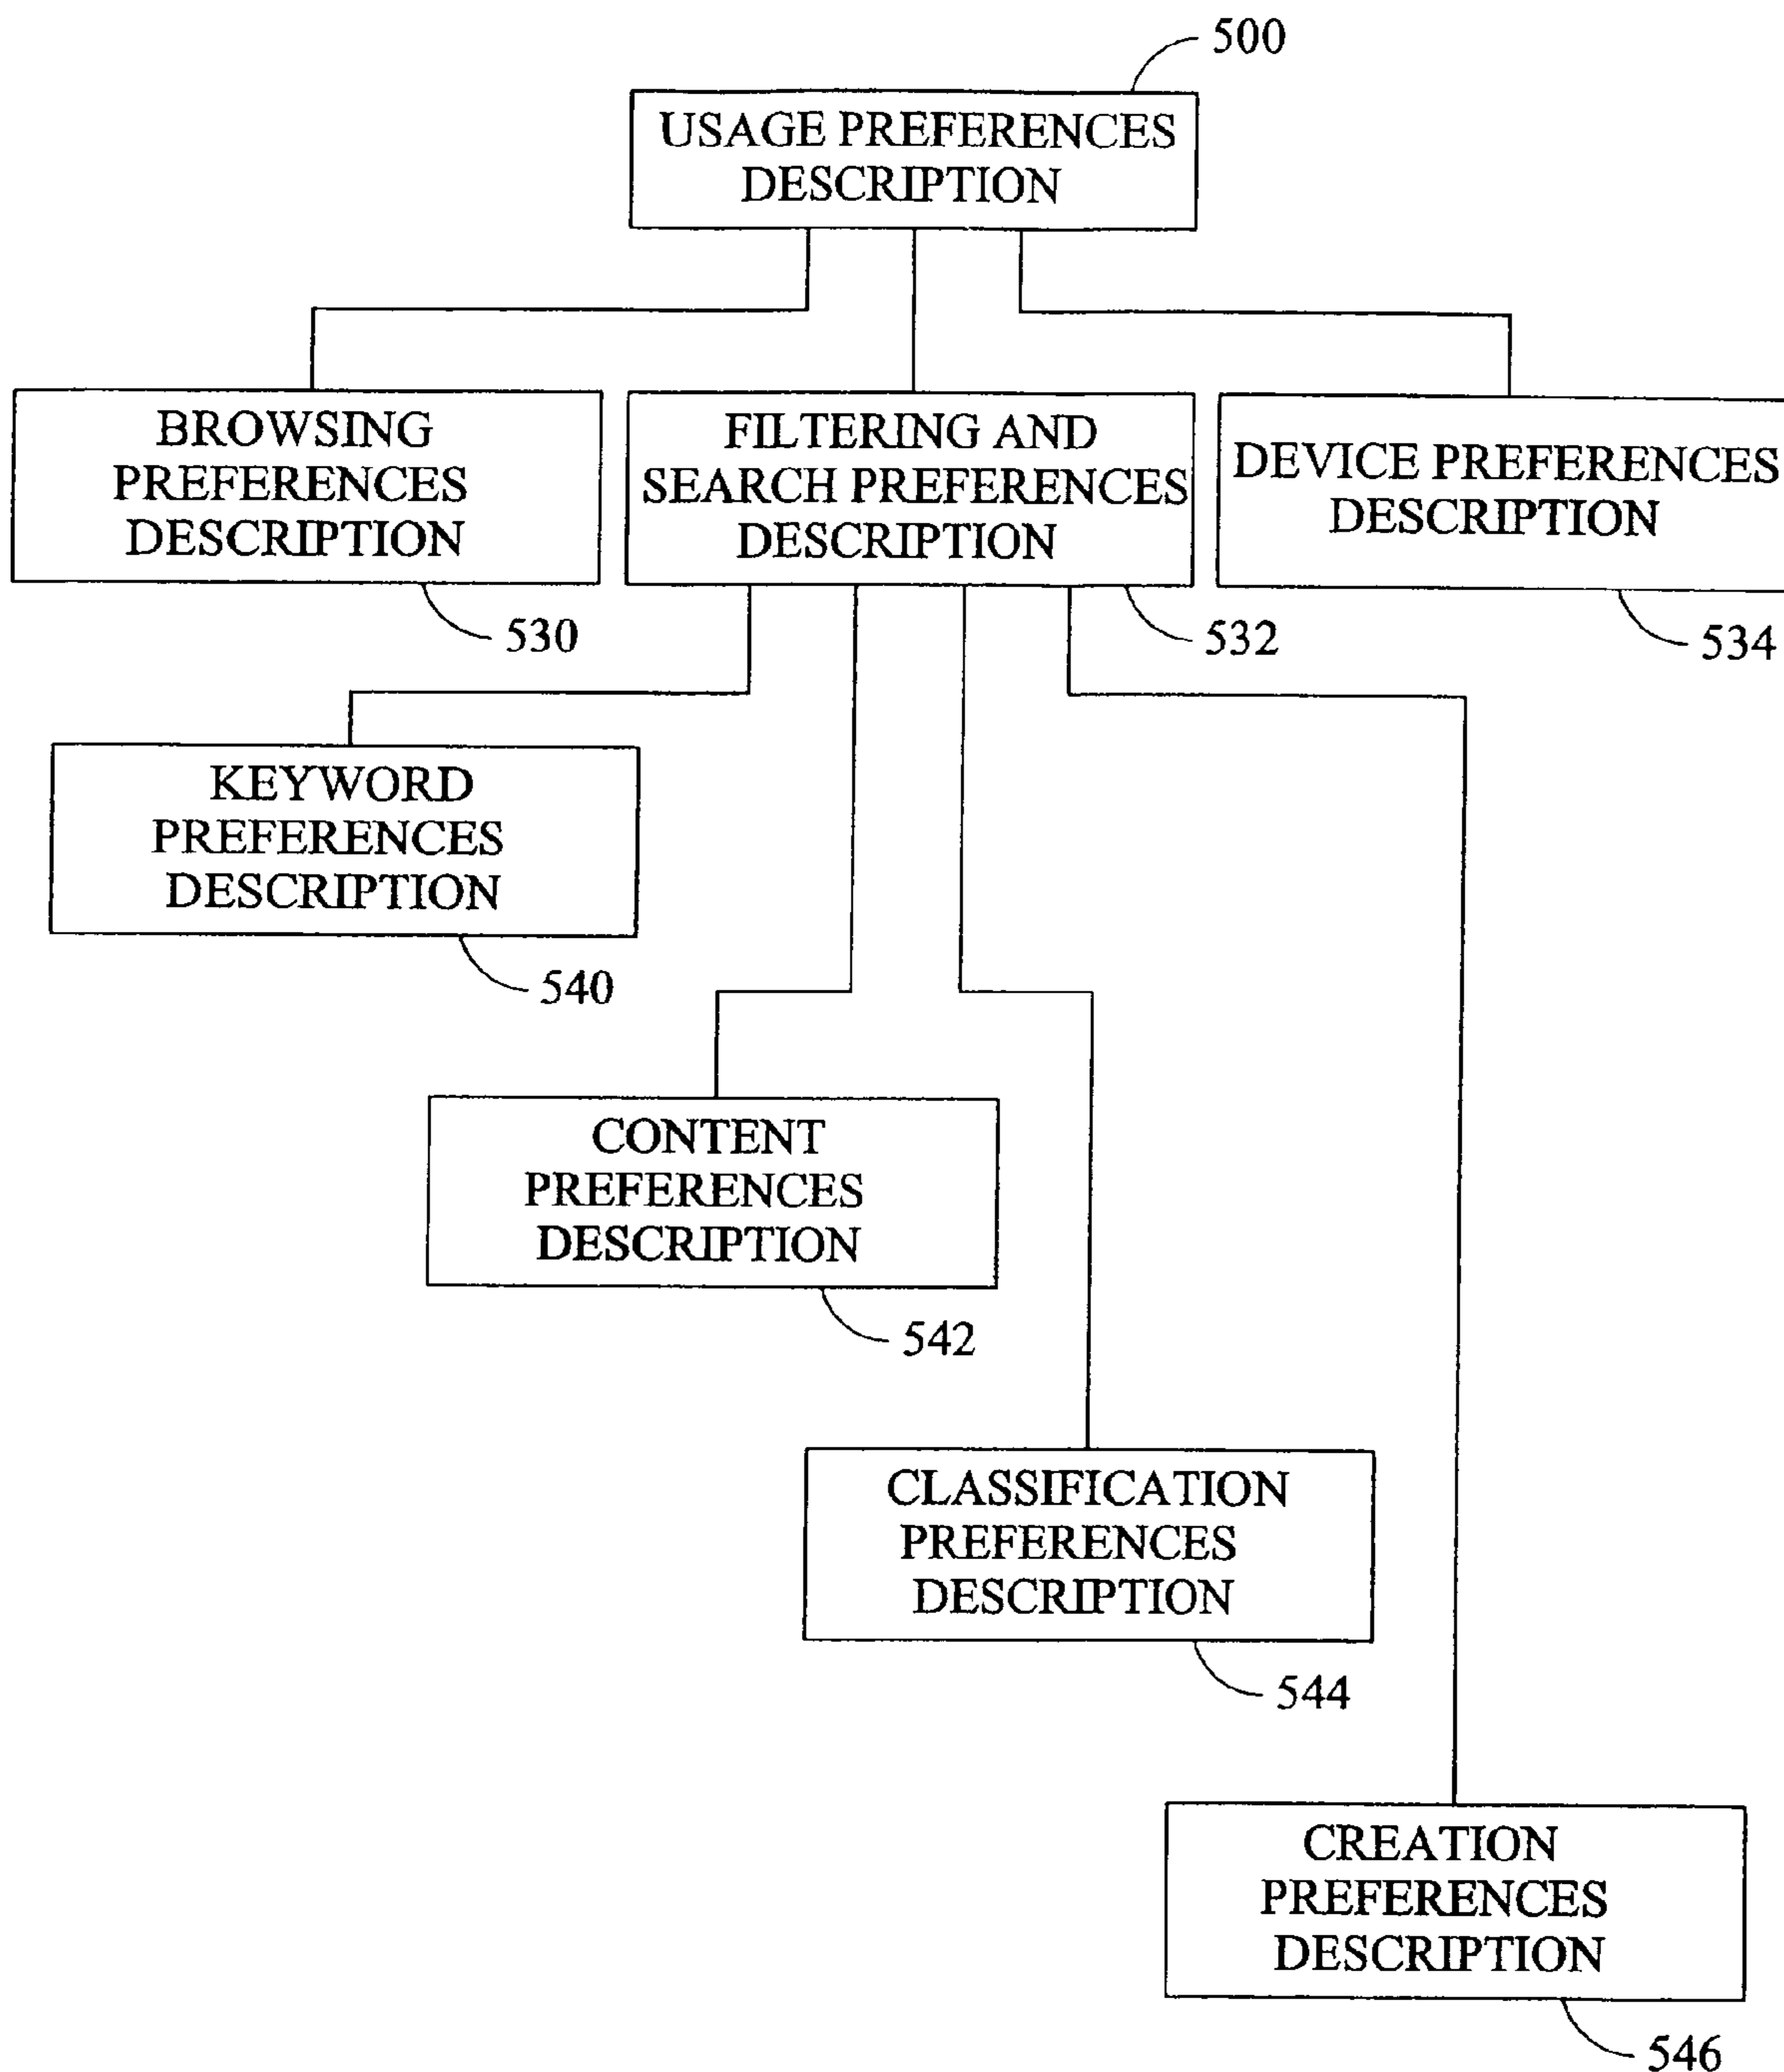 500
USAGE PREFERENCES
DESCRIPTION
BROWSING
PREFERENCES
DESCRIPTION
530
FILTERING AND
SEARCH PREFERENCES
DESCRIPTION
532
DEVICE PREFERENCES
DESCRIPTION
534
KEYWORD
PREFERENCES
DESCRIPTION
540
CONTENT
PREFERENCES
DESCRIPTION
542
CLASSIFICATION
PREFERENCES
DESCRIPTION
544
CREATION
PREFERENCES
DESCRIPTION
546